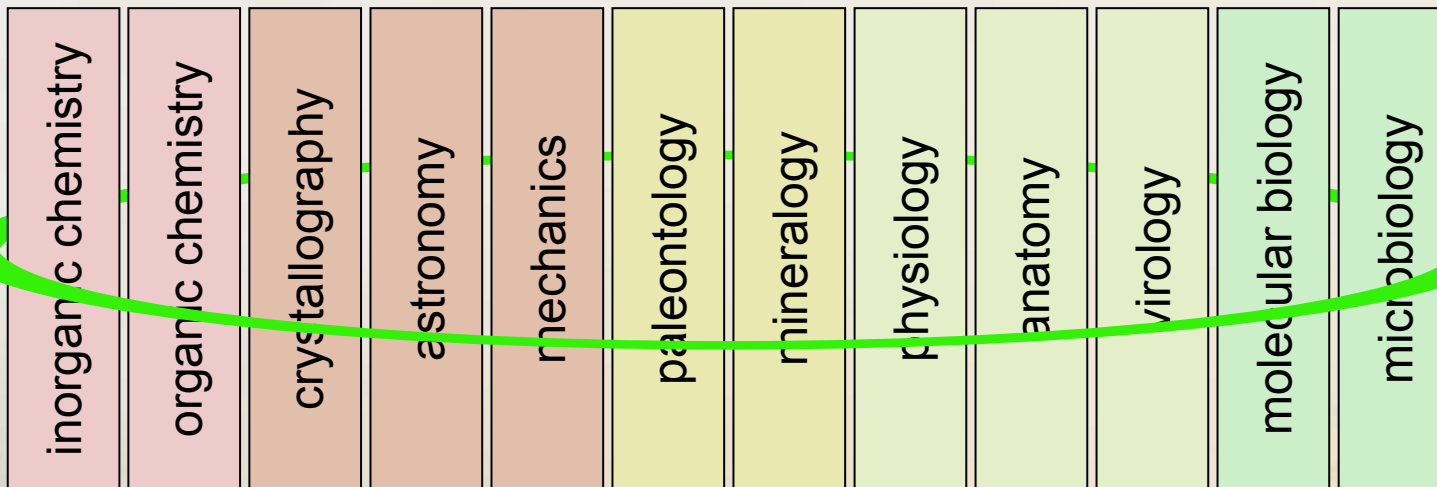 inorganic chemistry
organic chemistry
crystallography
astronomy
mechanics
paleontology
mineralogy
physiology
anatomy
virology
molecular biology
microbiology